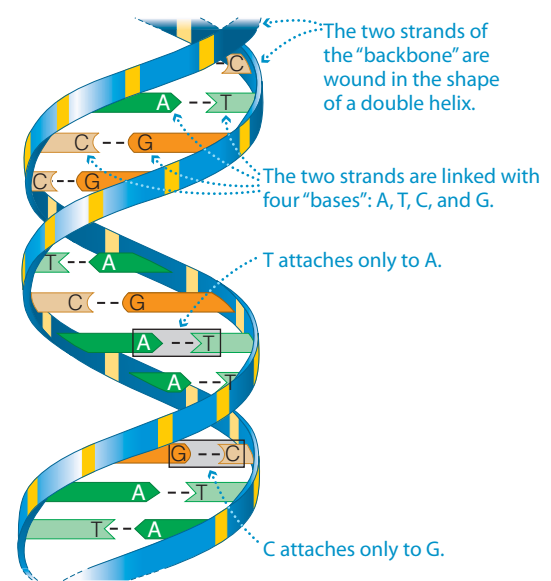 The two strands of
the “backbone” are
wound in the shape
of a double helix.
C
A T
C G
C G
The two strands are linked with
four “bases”: A, T, C, and G.
T A
T attaches only to A.
C G
A T
A T
G C
A T
T A
C attaches only to G.